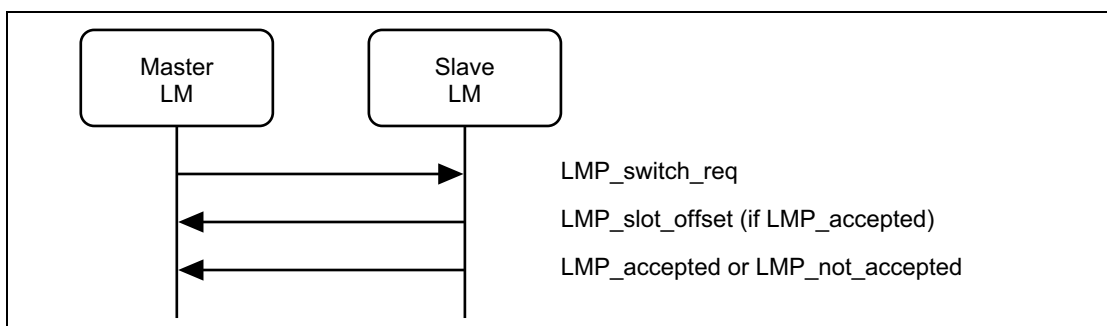 Master
LM
Slave
LM
LMP_switch_req
LMP_slot_offset (if LMP_accepted)
LMP_accepted or LMP_not_accepted